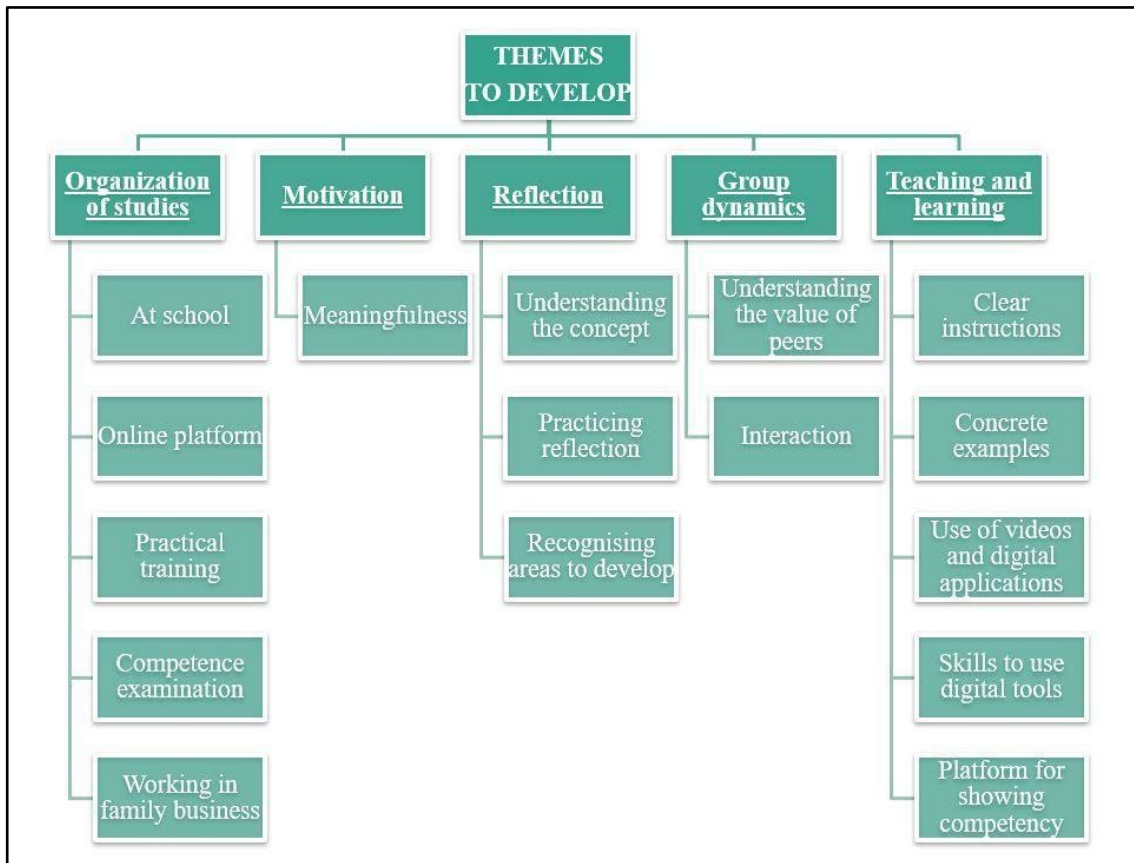 THEMES
TO DEVELOP
Organization
of studies
At school
Online platform
Practical
training
Competence
examination
Working in
family business
Motivation
Meaningfulness
Reflection
Understanding
the concept
Practicing
reflection
Recognising
areas to develop
Group
dynamics
Understanding
the value of
peers
Interaction
Teaching and
learning
Clear
instructions
Concrete
examples
Use of videos
and digital
applications
Skills to use
digital tools
Platform for
showing
competency